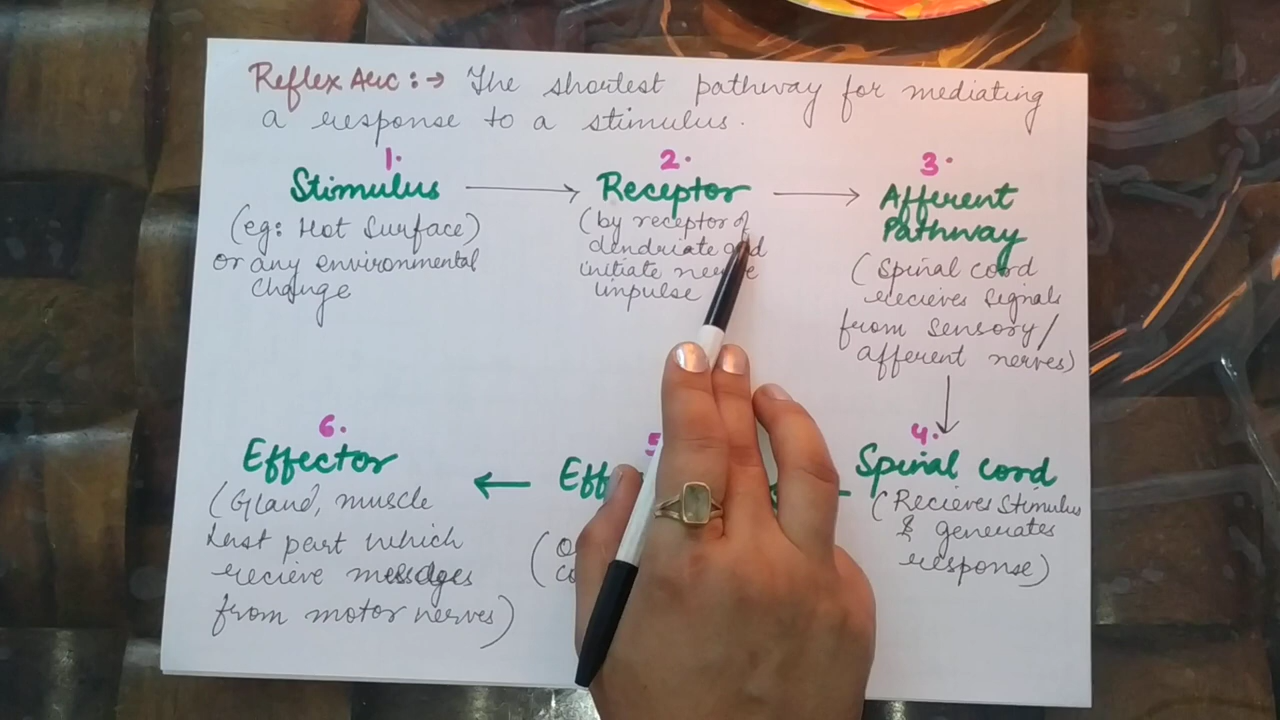 Reflex Arc :→ The shortest pathway for mediating
a response to a stimulus.
1.
Stimulus
(eg: Hot Surface)
or any environmental
change
2.
Receptor
(by receptor of
dendriate and
initiate nerve
impulse
3.
Afferent
Pathway
(Spinal cord
recieves signals
from sensory/
afferent nerves)
4.
Spinal cord
(Recieves Stimulus
& generates
response)
5
Eff
6.
Effector
(Gland, muscle
Last part which
recieve messages
from motor nerves)